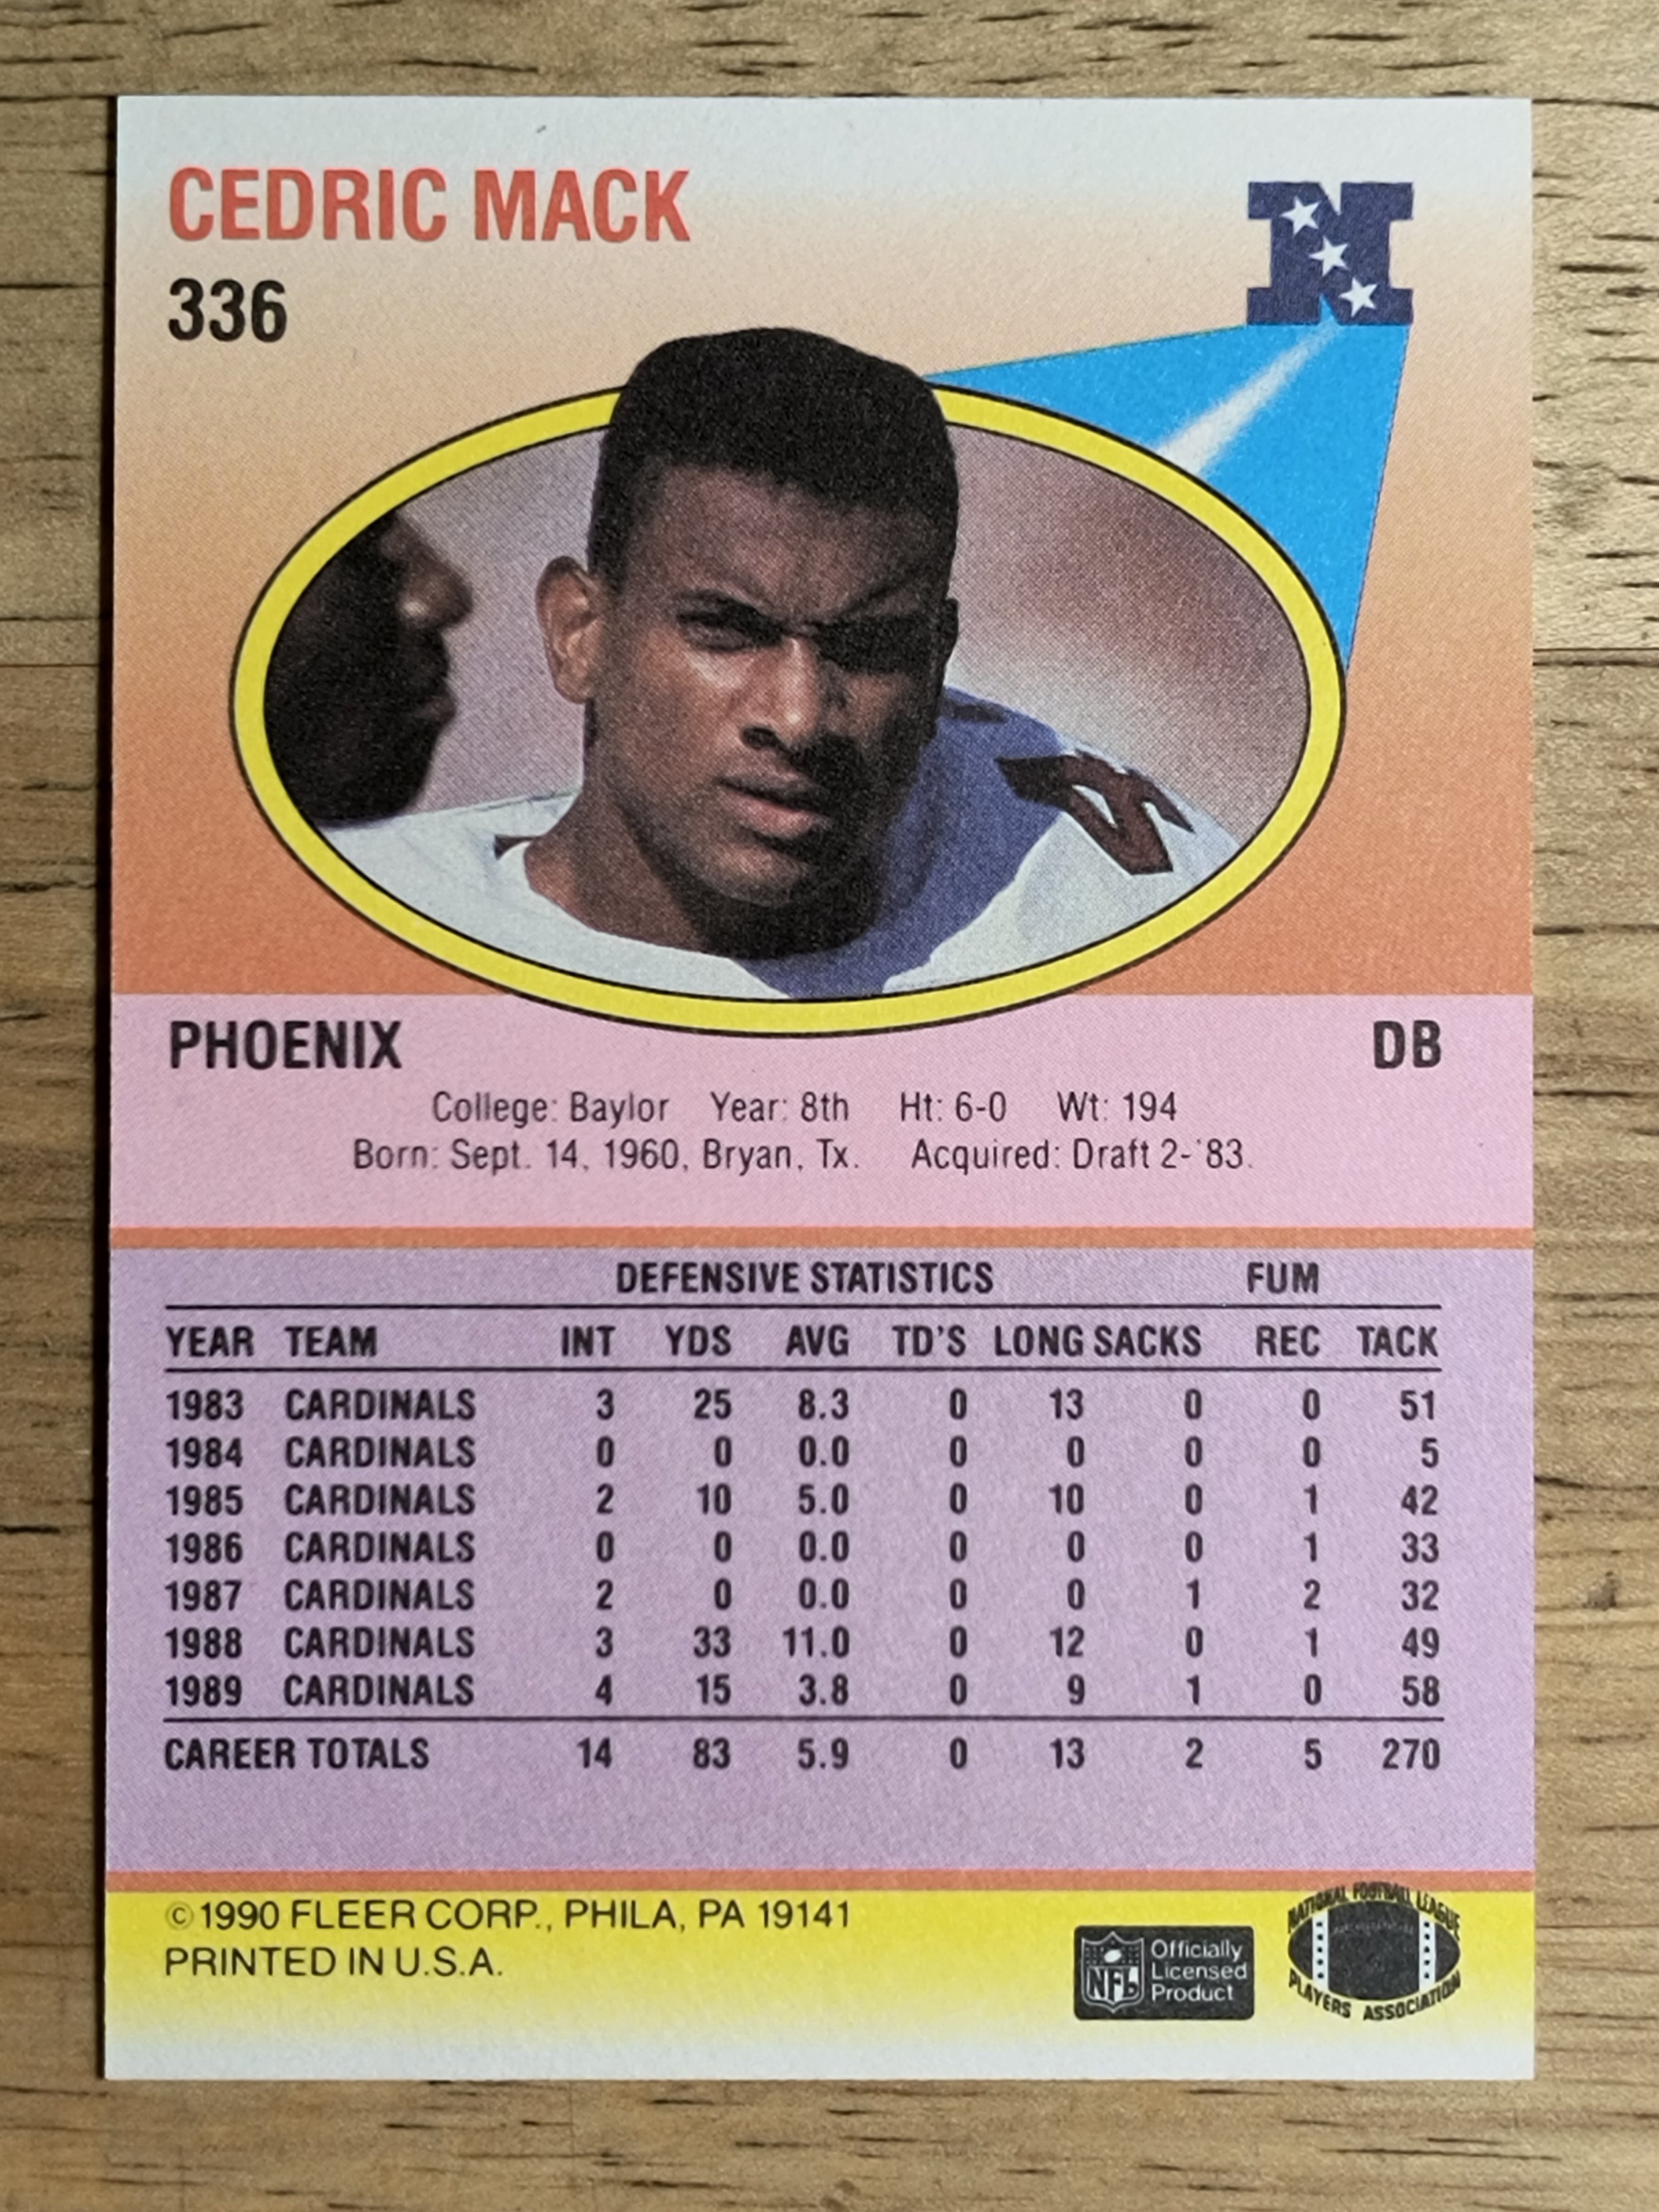 CEDRIC MACK
336
N
PHOENIX DB
College: Baylor Year: 8th Ht: 6-0 Wt: 194
Born: Sept. 14, 1960, Bryan, Tx. Acquired: Draft 2-'83.
DEFENSIVE STATISTICS FUM
YEAR TEAM INT YDS AVG TD'S LONG SACKS REC TACK
1983 CARDINALS 3 25 8.3 0 13 0 0 51
1984 CARDINALS 0 0 0.0 0 0 0 0 5
1985 CARDINALS 2 10 5.0 0 10 0 1 42
1986 CARDINALS 0 0 0.0 0 0 0 1 33
1987 CARDINALS 2 0 0.0 0 0 1 2 32
1988 CARDINALS 3 33 11.0 0 12 0 1 49
1989 CARDINALS 4 15 3.8 0 9 1 0 58
CAREER TOTALS 14 83 5.9 0 13 2 5 270
©1990 FLEER CORP., PHILA, PA 19141
PRINTED IN U.S.A.
NFL
Officially
Licensed
Product
NATIONAL FOOTBALL LEAGUE
PLAYERS ASSOCIATION